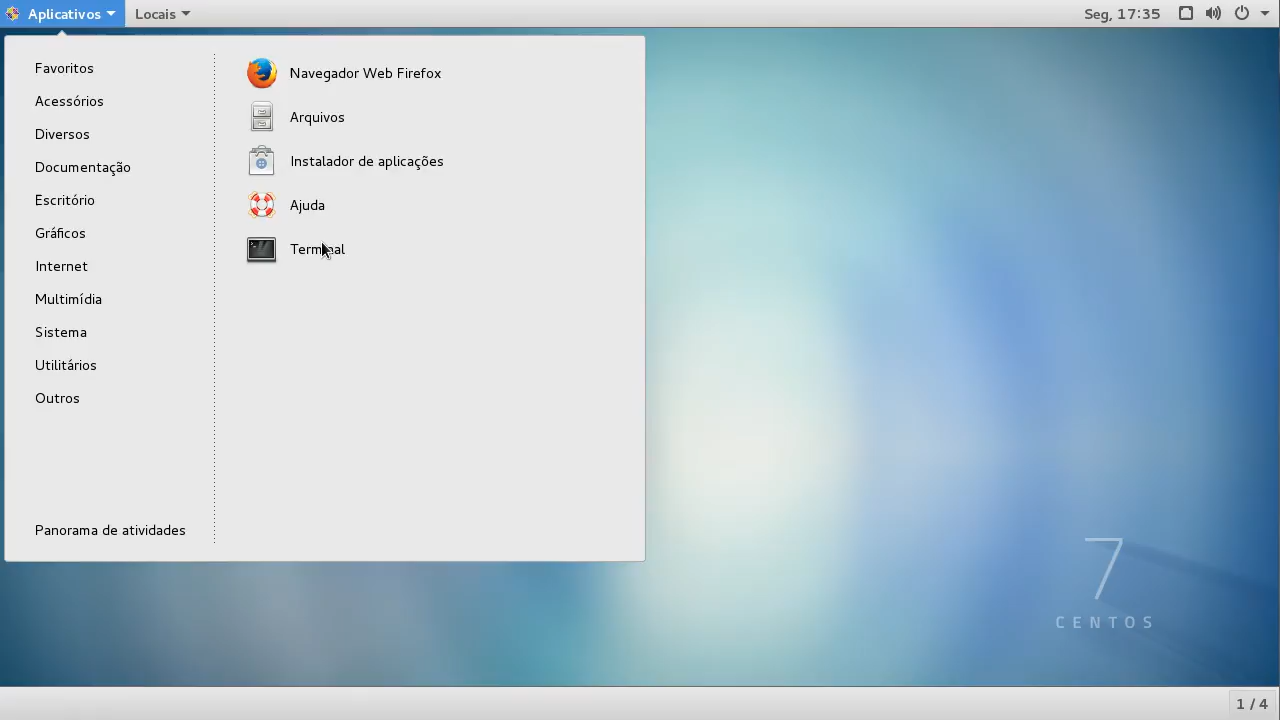 Aplicativos Locais Seg, 17:35
Favoritos
Acessórios
Diversos
Documentação
Escritório
Gráficos
Internet
Multimídia
Sistema
Utilitários
Outros
Panorama de atividades
Navegador Web Firefox
Arquivos
Instalador de aplicações
Ajuda
Terminal
7
CENTOS
1 / 4